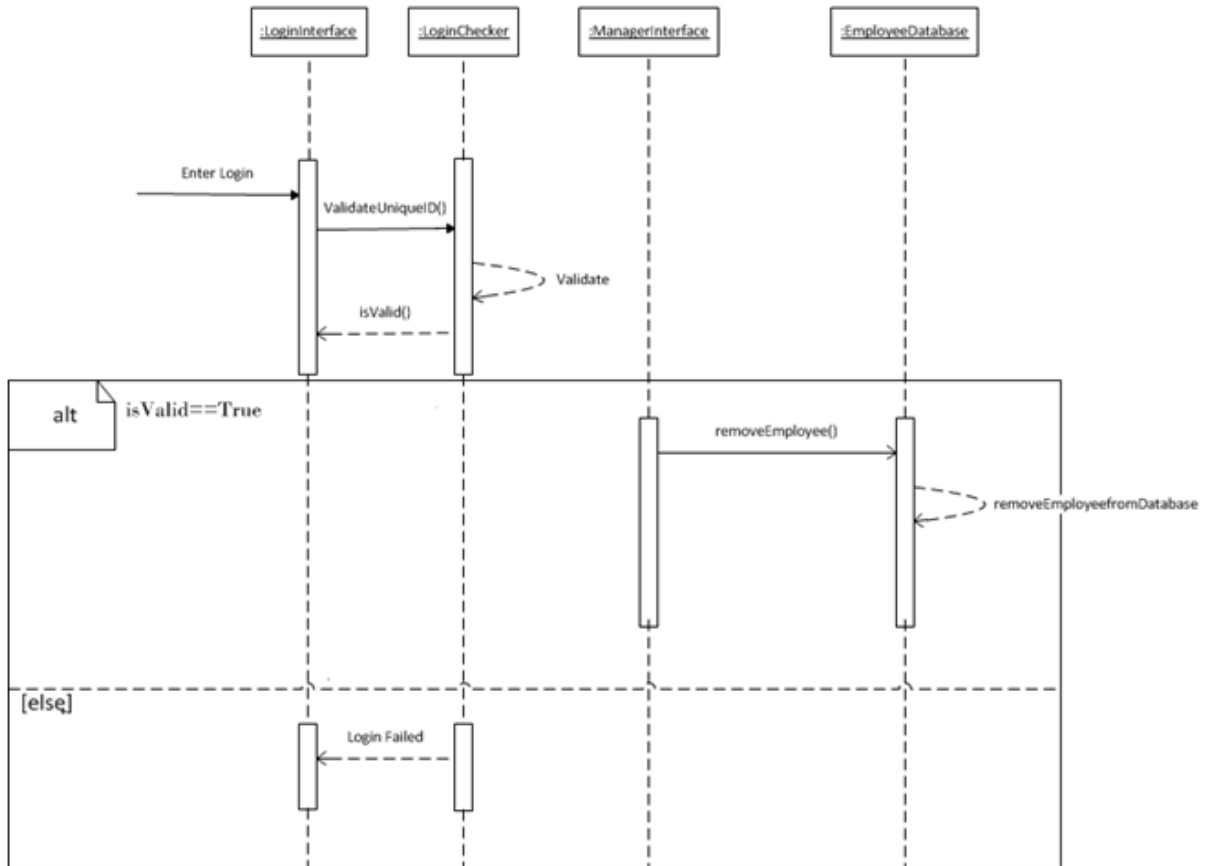 :LoginInterface
:LoginChecker
:ManagerInterface
:EmployeeDatabase
Enter Login
ValidateUniqueID()
Validate
isValid()
alt
isValid==True
removeEmployee()
removeEmployeefromDatabase
[else]
Login Failed